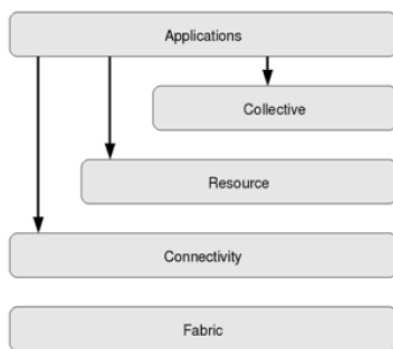 Applications
Collective
Resource
Connectivity
Fabric